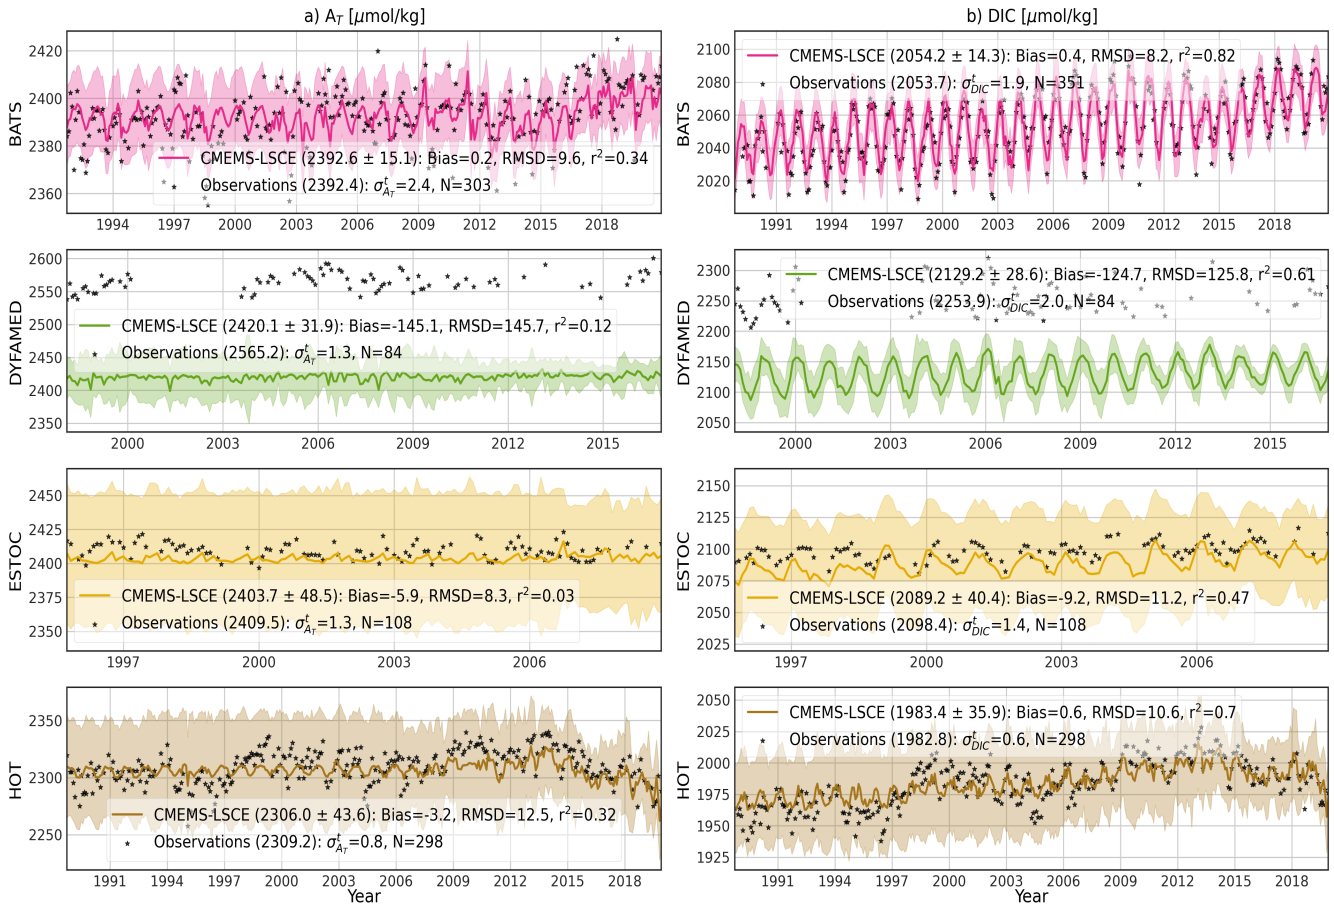 a) A_T [μmol/kg]
BATS
2420
2400
2380
2360
CMEMS-LSCE (2392.6 ± 15.1): Bias=0.2, RMSD=9.6, r²=0.34
Observations (2392.4): σ^t_{A_T}=2.4, N=303
1994 1997 2000 2003 2006 2009 2012 2015 2018
b) DIC [μmol/kg]
BATS
2100
2080
2060
2040
2020
CMEMS-LSCE (2054.2 ± 14.3): Bias=0.4, RMSD=8.2, r²=0.82
Observations (2053.7): σ^t_{DIC}=1.9, N=351
1991 1994 1997 2000 2003 2006 2009 2012 2015 2018
DYFAMED
2600
2550
2500
2450
2400
2350
CMEMS-LSCE (2420.1 ± 31.9): Bias=-145.1, RMSD=145.7, r²=0.12
Observations (2565.2): σ^t_{A_T}=1.3, N=84
2000 2003 2006 2009 2012 2015
DYFAMED
2300
2250
2200
2150
2100
2050
CMEMS-LSCE (2129.2 ± 28.6): Bias=-124.7, RMSD=125.8, r²=0.61
Observations (2253.9): σ^t_{DIC}=2.0, N=84
2000 2003 2006 2009 2012 2015
ESTOC
2450
2425
2400
2375
2350
CMEMS-LSCE (2403.7 ± 48.5): Bias=-5.9, RMSD=8.3, r²=0.03
Observations (2409.5): σ^t_{A_T}=1.3, N=108
1997 2000 2003 2006
ESTOC
2150
2125
2100
2075
2050
2025
CMEMS-LSCE (2089.2 ± 40.4): Bias=-9.2, RMSD=11.2, r²=0.47
Observations (2098.4): σ^t_{DIC}=1.4, N=108
1997 2000 2003 2006
HOT
2350
2300
2250
CMEMS-LSCE (2306.0 ± 43.6): Bias=-3.2, RMSD=12.5, r²=0.32
Observations (2309.2): σ^t_{A_T}=0.8, N=298
1991 1994 1997 2000 2003 2006 2009 2012 2015 2018
Year
HOT
2050
2025
2000
1975
1950
1925
CMEMS-LSCE (1983.4 ± 35.9): Bias=0.6, RMSD=10.6, r²=0.7
Observations (1982.8): σ^t_{DIC}=0.6, N=298
1991 1994 1997 2000 2003 2006 2009 2012 2015 2018
Year